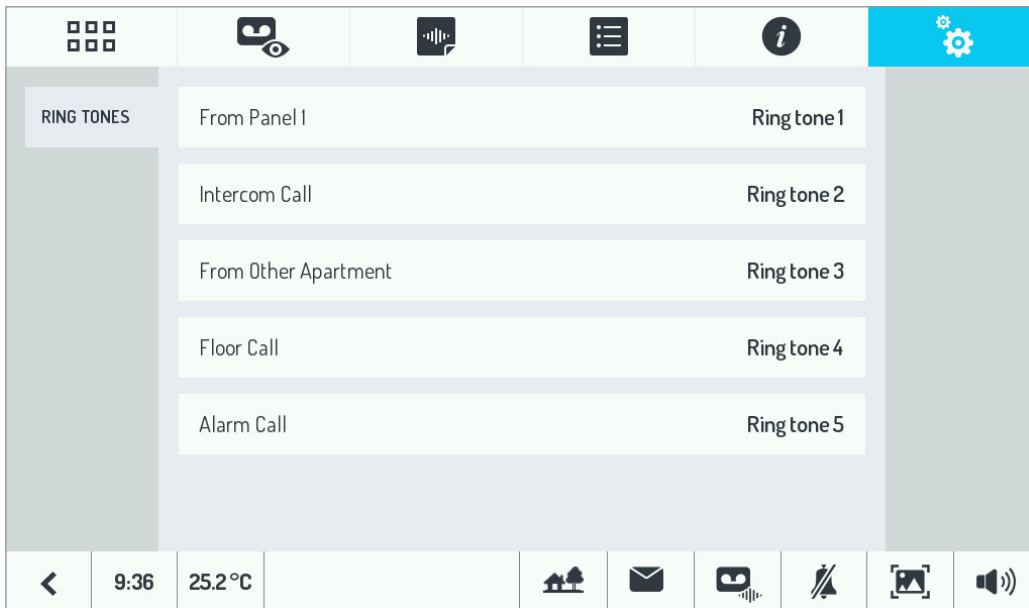 RING TONES
From Panel 1 Ring tone 1
Intercom Call Ring tone 2
From Other Apartment Ring tone 3
Floor Call Ring tone 4
Alarm Call Ring tone 5
9:36 25.2 °C